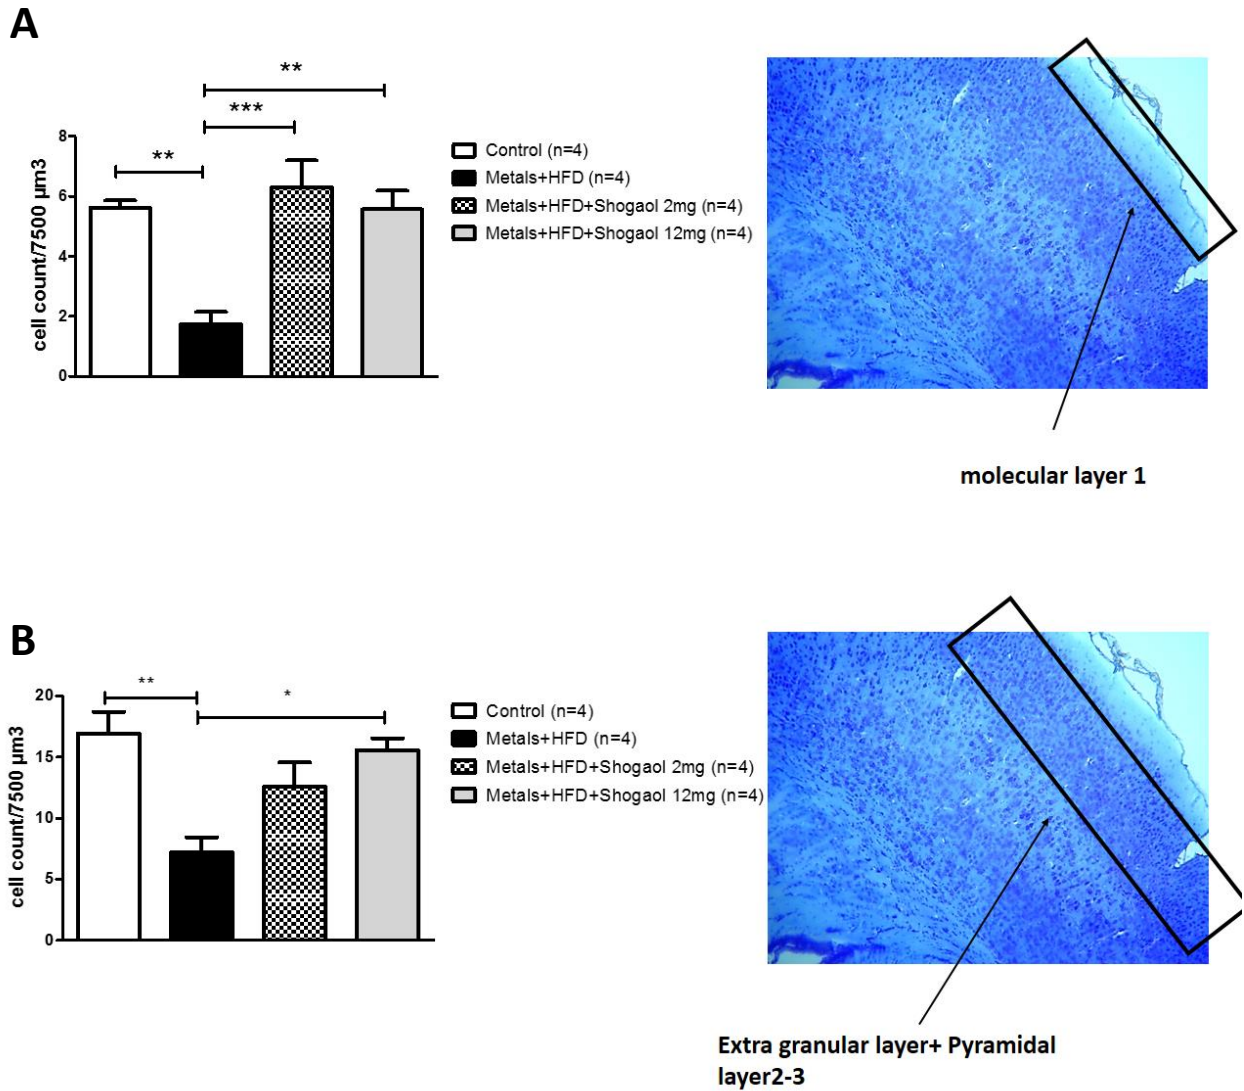 A
**
***
**
8
6
4
2
0
cell count/7500 µm3
Control (n=4)
Metals+HFD (n=4)
Metals+HFD+Shogaol 2mg (n=4)
Metals+HFD+Shogaol 12mg (n=4)
molecular layer 1
B
**
*
20
15
10
5
0
cell count/7500 µm3
Control (n=4)
Metals+HFD (n=4)
Metals+HFD+Shogaol 2mg (n=4)
Metals+HFD+Shogaol 12mg (n=4)
Extra granular layer+ Pyramidal
layer2-3